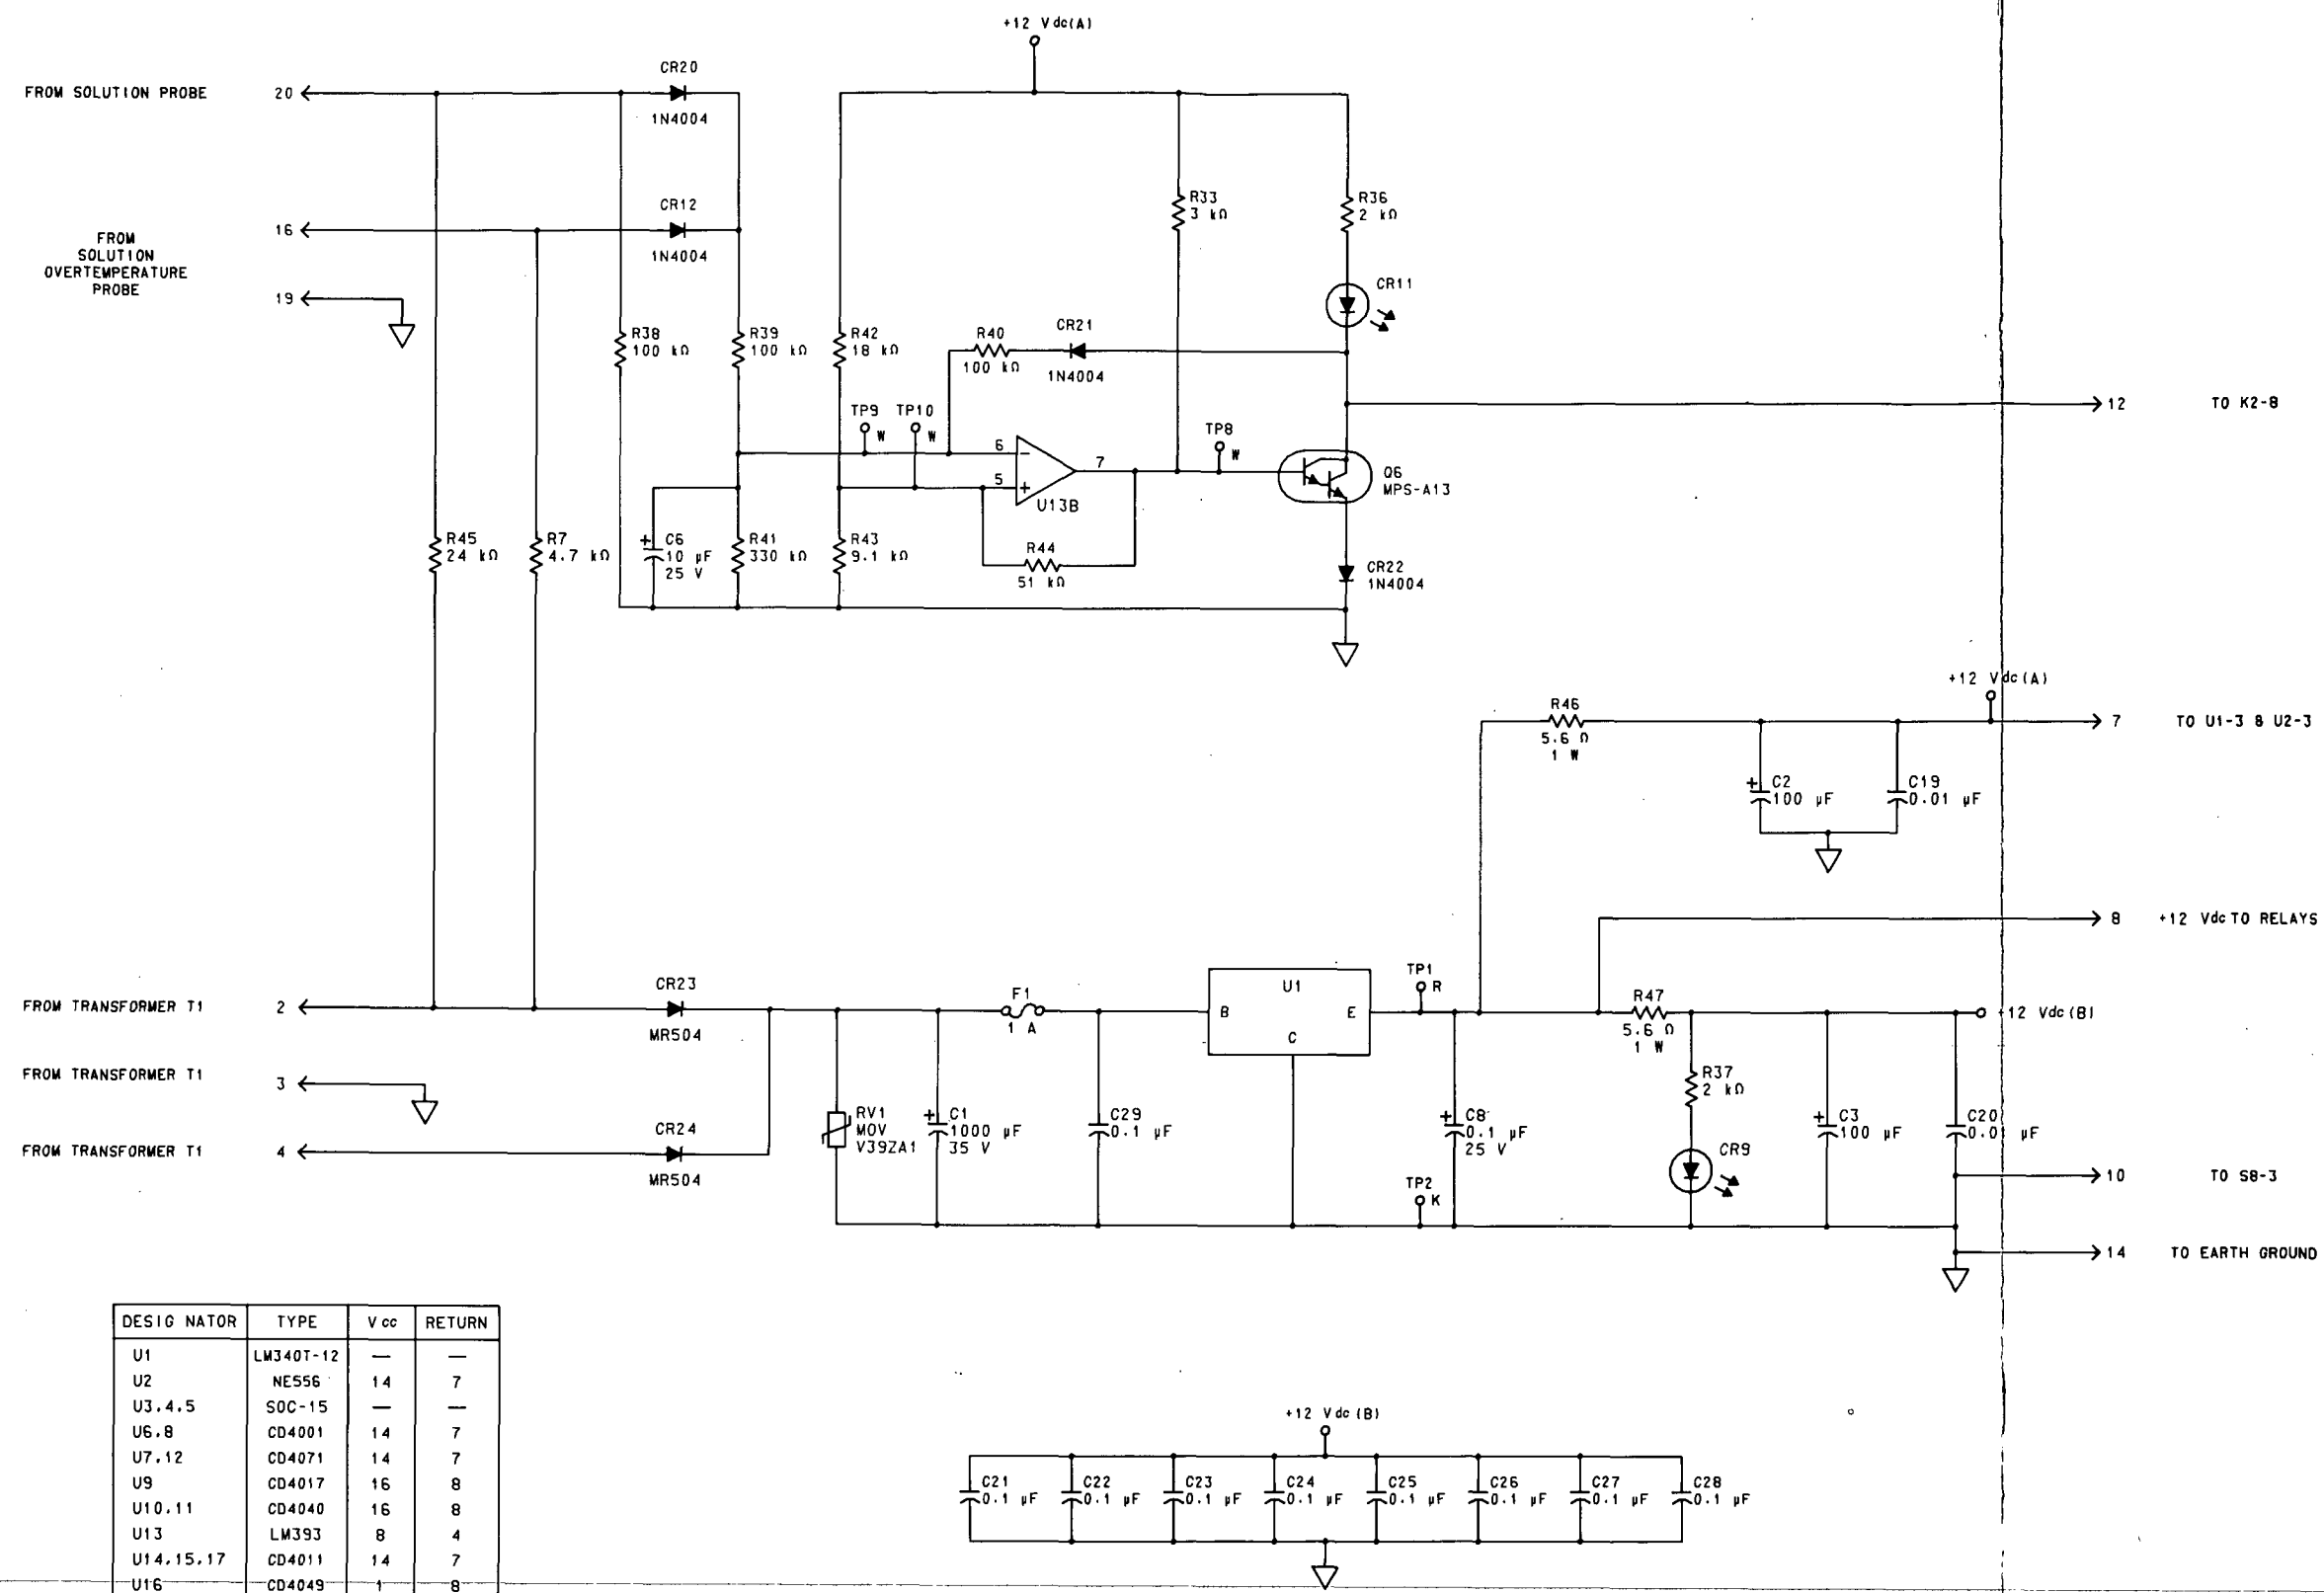 +12 Vdc(A)
FROM SOLUTION PROBE 20
CR20
1N4004
FROM
SOLUTION
OVERTEMPERATURE
PROBE
16
19
CR12
1N4004
R33
3 kΩ
R36
2 kΩ
CR11
R38
100 kΩ
R39
100 kΩ
R42
18 kΩ
R40
100 kΩ
CR21
1N4004
TP9
W
TP10
W
6
-
5
+
7
U13B
TP8
W
Q6
MPS-A13
12 TO K2-8
R45
24 kΩ
R7
4.7 kΩ
+
C6
10 µF
25 V
R41
330 kΩ
R43
9.1 kΩ
R44
51 kΩ
CR22
1N4004
+12 Vdc(A)
R46
5.6 Ω
1 W
7 TO U1-3 & U2-3
+
C2
100 µF
C19
0.01 µF
8 +12 Vdc TO RELAYS
FROM TRANSFORMER T1 2
CR23
MR504
F1
1 A
U1
B
E
C
TP1
R
R47
5.6 Ω
1 W
+12 Vdc(B)
FROM TRANSFORMER T1 3
R37
2 kΩ
FROM TRANSFORMER T1 4
CR24
MR504
RV1
MOV
V39ZA1
+
C1
1000 µF
35 V
C29
0.1 µF
+
C8
0.1 µF
25 V
TP2
K
CR9
+
C3
100 µF
C20
0.01 µF
10 TO S8-3
14 TO EARTH GROUND
DESIG NATOR TYPE Vcc RETURN
U1 LM340T-12 — —
U2 NE556 14 7
U3,4,5 SOC-15 — —
U6,8 CD4001 14 7
U7,12 CD4071 14 7
U9 CD4017 16 8
U10,11 CD4040 16 8
U13 LM393 8 4
U14,15,17 CD4011 14 7
U16 CD4049 1 8
+12 Vdc(B)
C21
0.1 µF
C22
0.1 µF
C23
0.1 µF
C24
0.1 µF
C25
0.1 µF
C26
0.1 µF
C27
0.1 µF
C28
0.1 µF